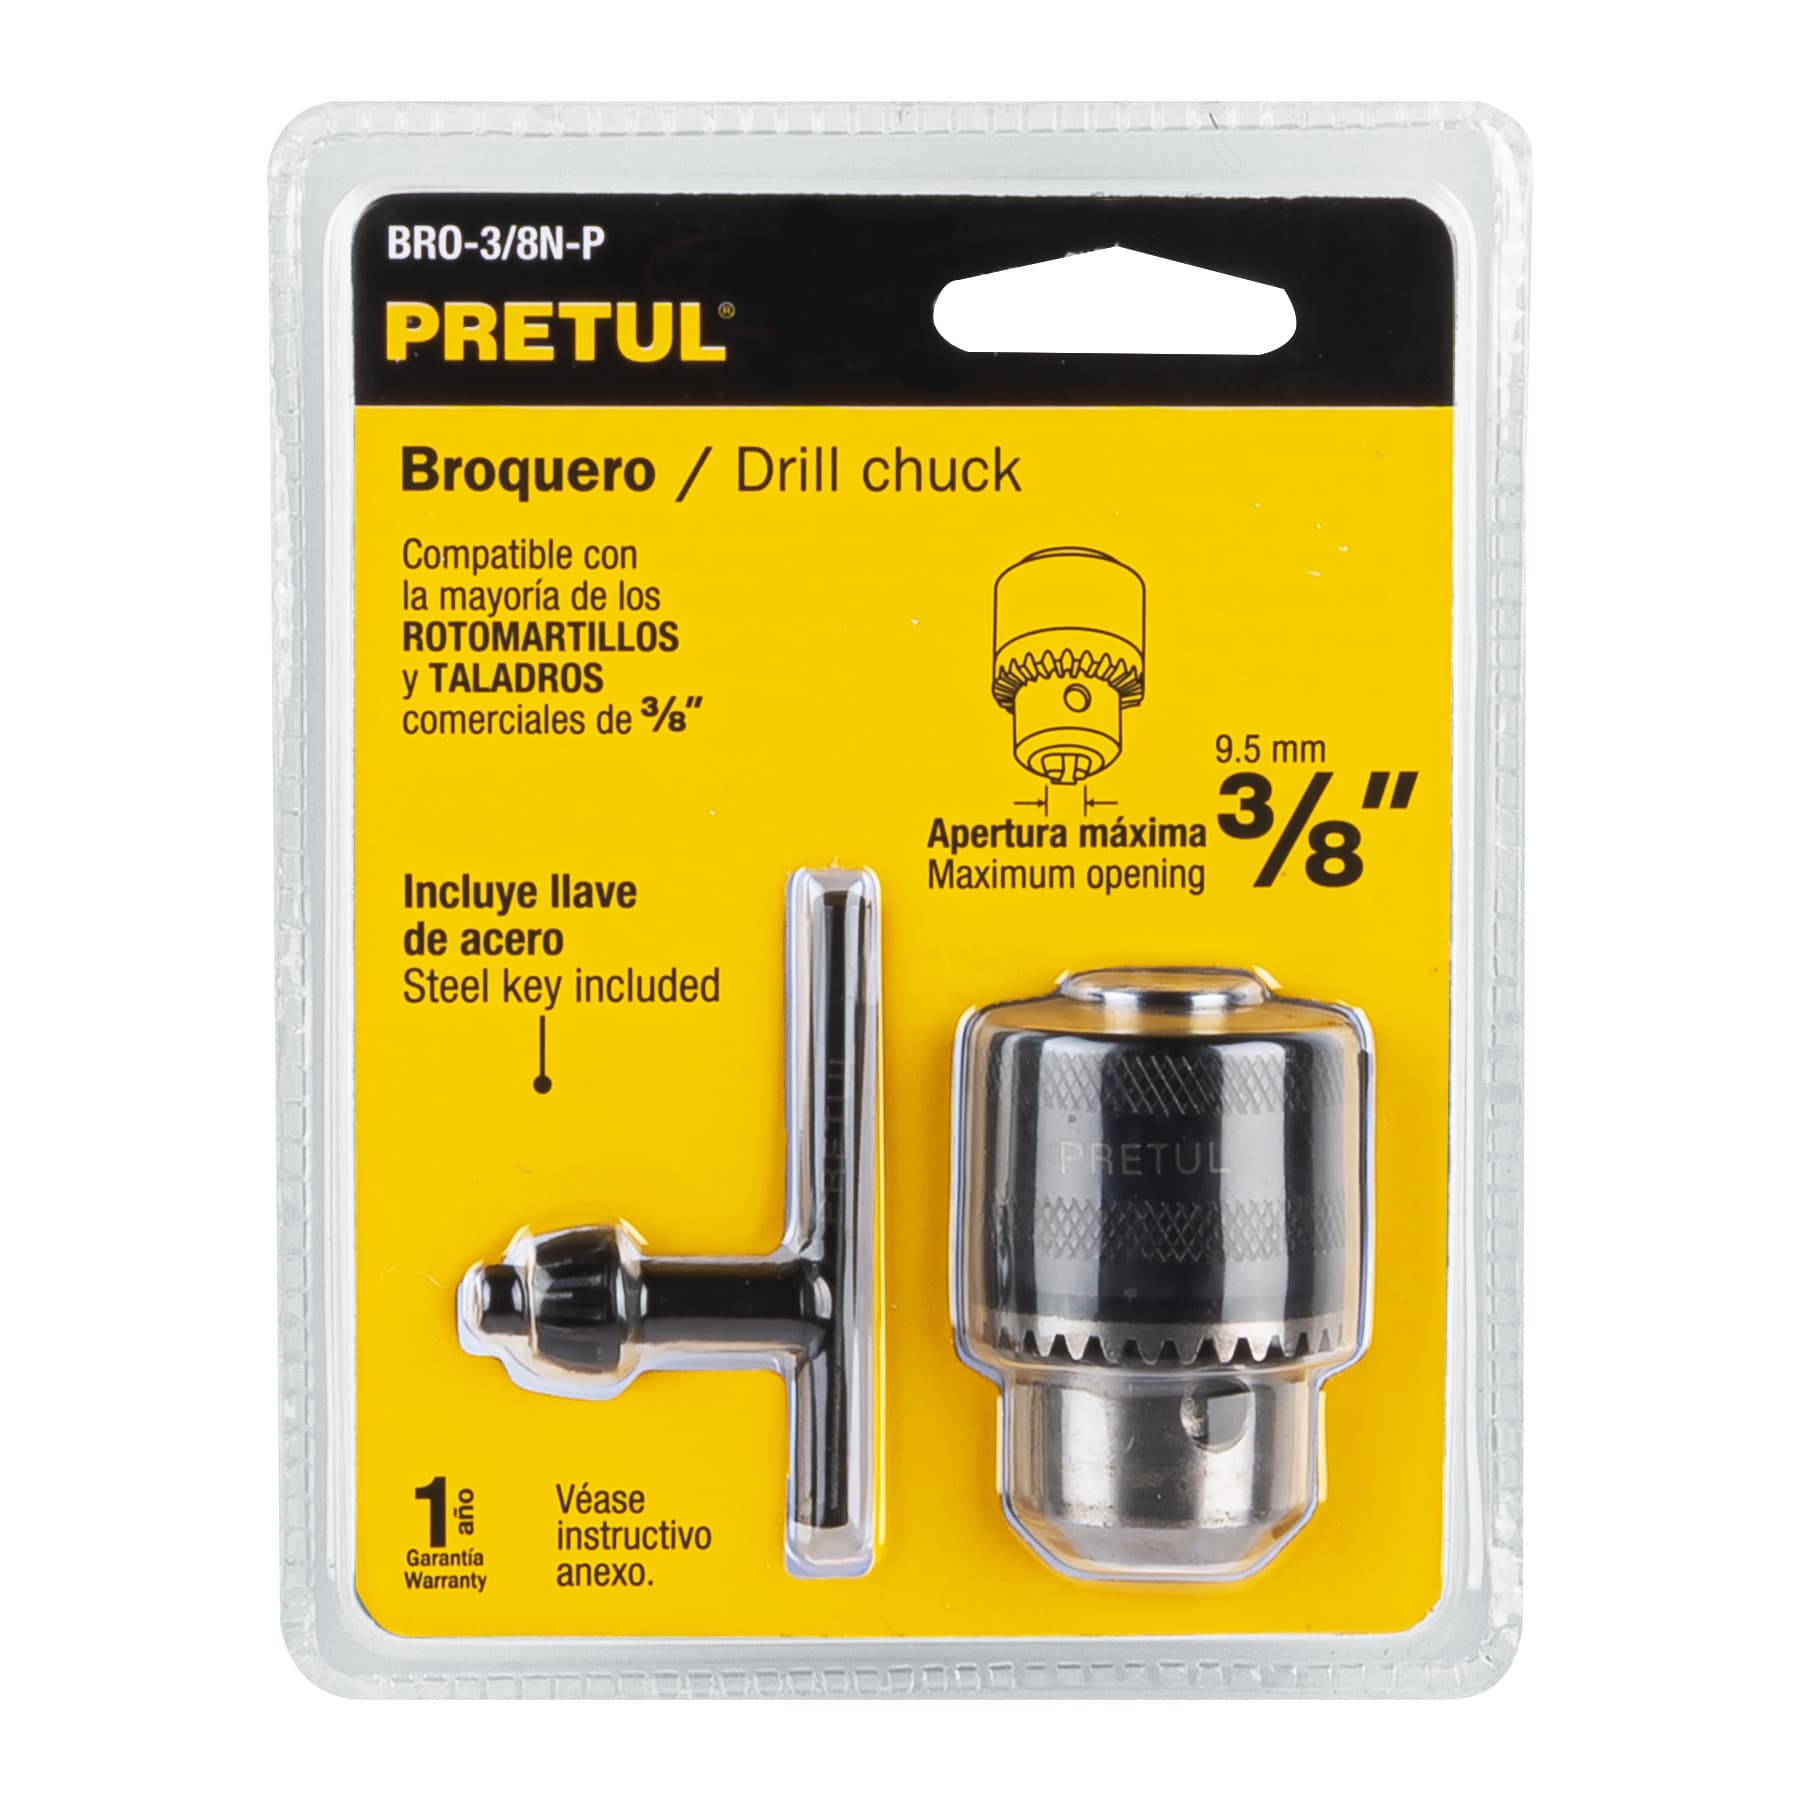 BRO-3/8N-P
PRETUL®
Broquero / Drill chuck
Compatible con
la mayoría de los
ROTOMARTILLOS
y TALADROS
comerciales de 3/8"
9.5 mm
3/8"
Apertura máxima
Maximum opening
Incluye llave
de acero
Steel key included
PRETUL
PRETUL
1 año
Garantía
Warranty
Véase
instructivo
anexo.